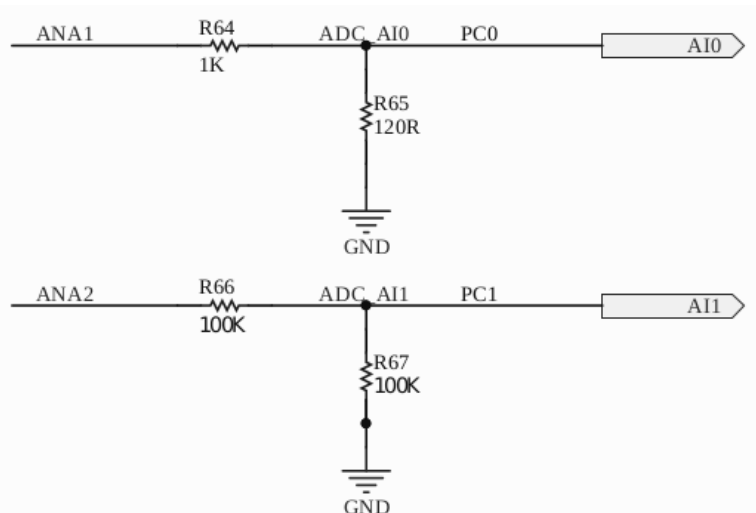 ANA1
R64
1K
ADC_AI0
PC0
AI0
R65
120R
GND
ANA2
R66
100K
ADC_AI1
PC1
AI1
R67
100K
GND